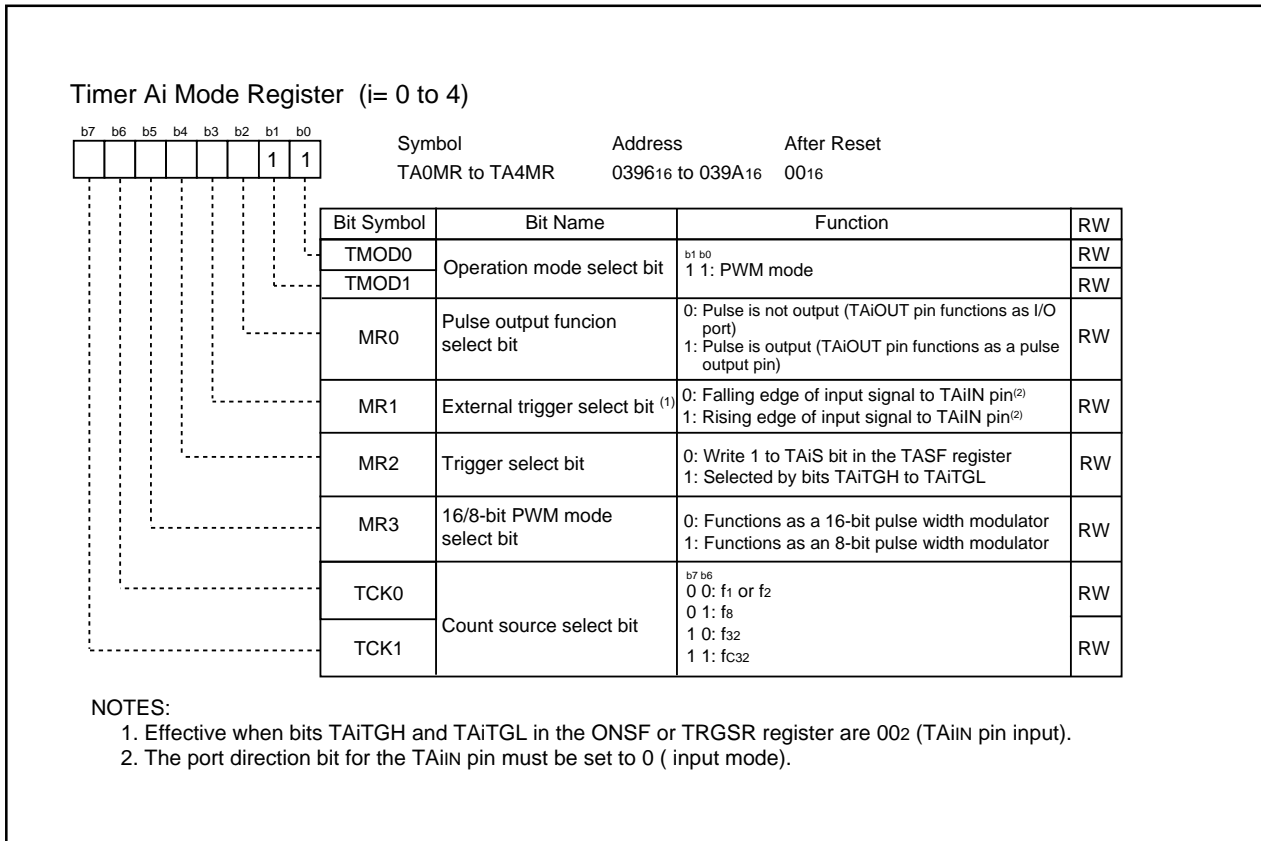 Timer Ai Mode Register (i= 0 to 4)
b7 b6 b5 b4 b3 b2 b1 b0
1 1
Symbol Address After Reset
TA0MR to TA4MR 039616 to 039A16 0016
Bit Symbol Bit Name Function RW
TMOD0
TMOD1
Operation mode select bit
b1 b0
1 1: PWM mode
RW
RW
MR0
Pulse output funcion
select bit
0: Pulse is not output (TAiOUT pin functions as I/O
port)
1: Pulse is output (TAiOUT pin functions as a pulse
output pin)
RW
MR1
External trigger select bit (1)
0: Falling edge of input signal to TAiIN pin(2)
1: Rising edge of input signal to TAiIN pin(2)
RW
MR2
Trigger select bit
0: Write 1 to TAiS bit in the TASF register
1: Selected by bits TAiTGH to TAiTGL
RW
MR3
16/8-bit PWM mode
select bit
0: Functions as a 16-bit pulse width modulator
1: Functions as an 8-bit pulse width modulator
RW
TCK0
TCK1
Count source select bit
b7 b6
0 0: f1 or f2
0 1: f8
1 0: f32
1 1: fC32
RW
RW
NOTES:
1. Effective when bits TAiTGH and TAiTGL in the ONSF or TRGSR register are 002 (TAiIN pin input).
2. The port direction bit for the TAiIN pin must be set to 0 ( input mode).